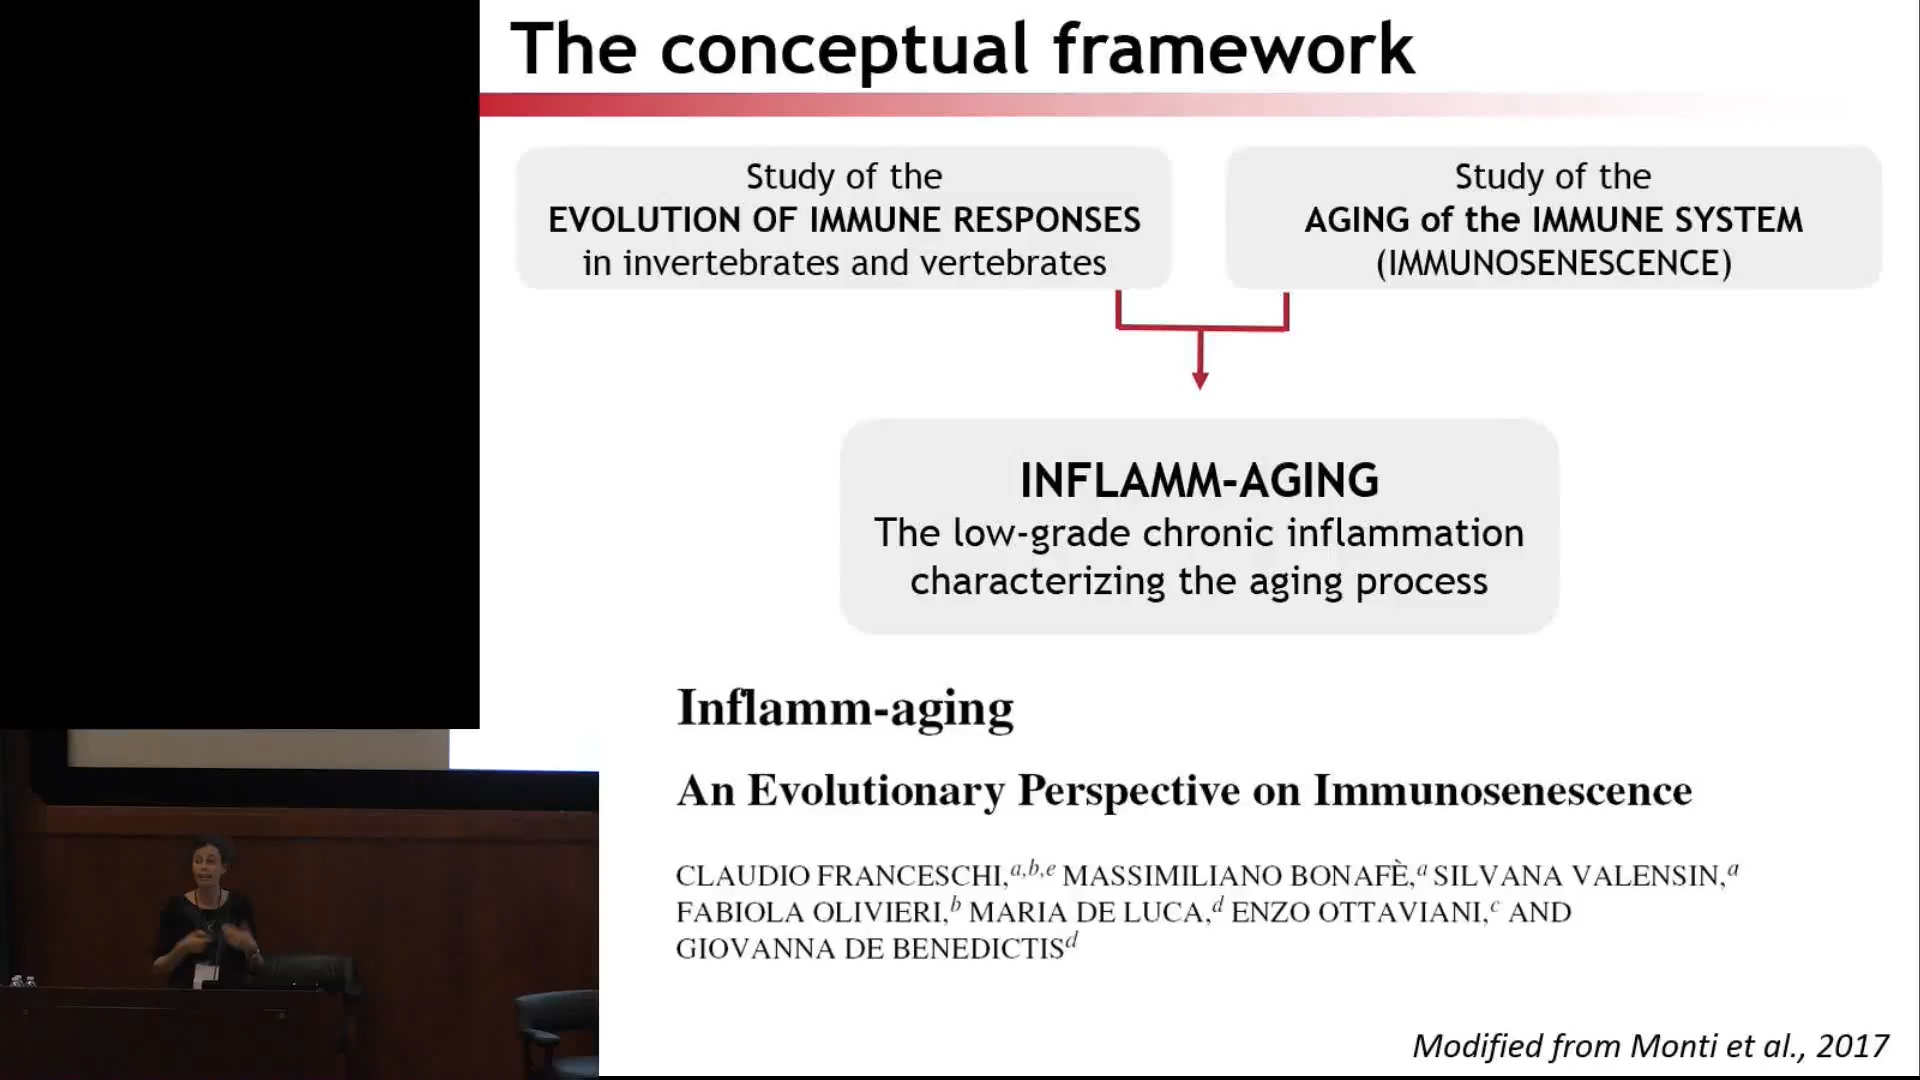 The conceptual framework
Study of the
EVOLUTION OF IMMUNE RESPONSES
in invertebrates and vertebrates
Study of the
AGING of the IMMUNE SYSTEM
(IMMUNOSENESCENCE)
INFLAMM-AGING
The low-grade chronic inflammation
characterizing the aging process
Inflamm-aging
An Evolutionary Perspective on Immunosenescence
CLAUDIO FRANCESCHI,a,b,e MASSIMILIANO BONAFÈ,a SILVANA VALENSIN,a
FABIOLA OLIVIERI,b MARIA DE LUCA,d ENZO OTTAVIANI,c AND
GIOVANNA DE BENEDICTISd
Modified from Monti et al., 2017